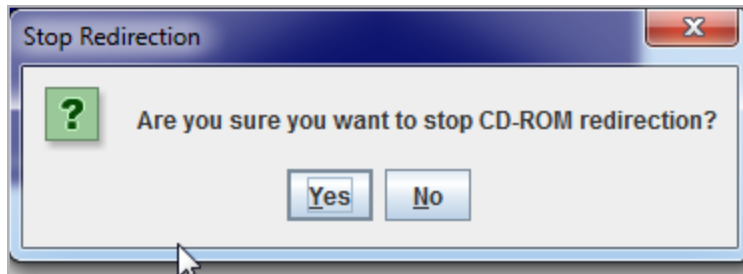 Stop Redirection
Are you sure you want to stop CD-ROM redirection?
Yes No